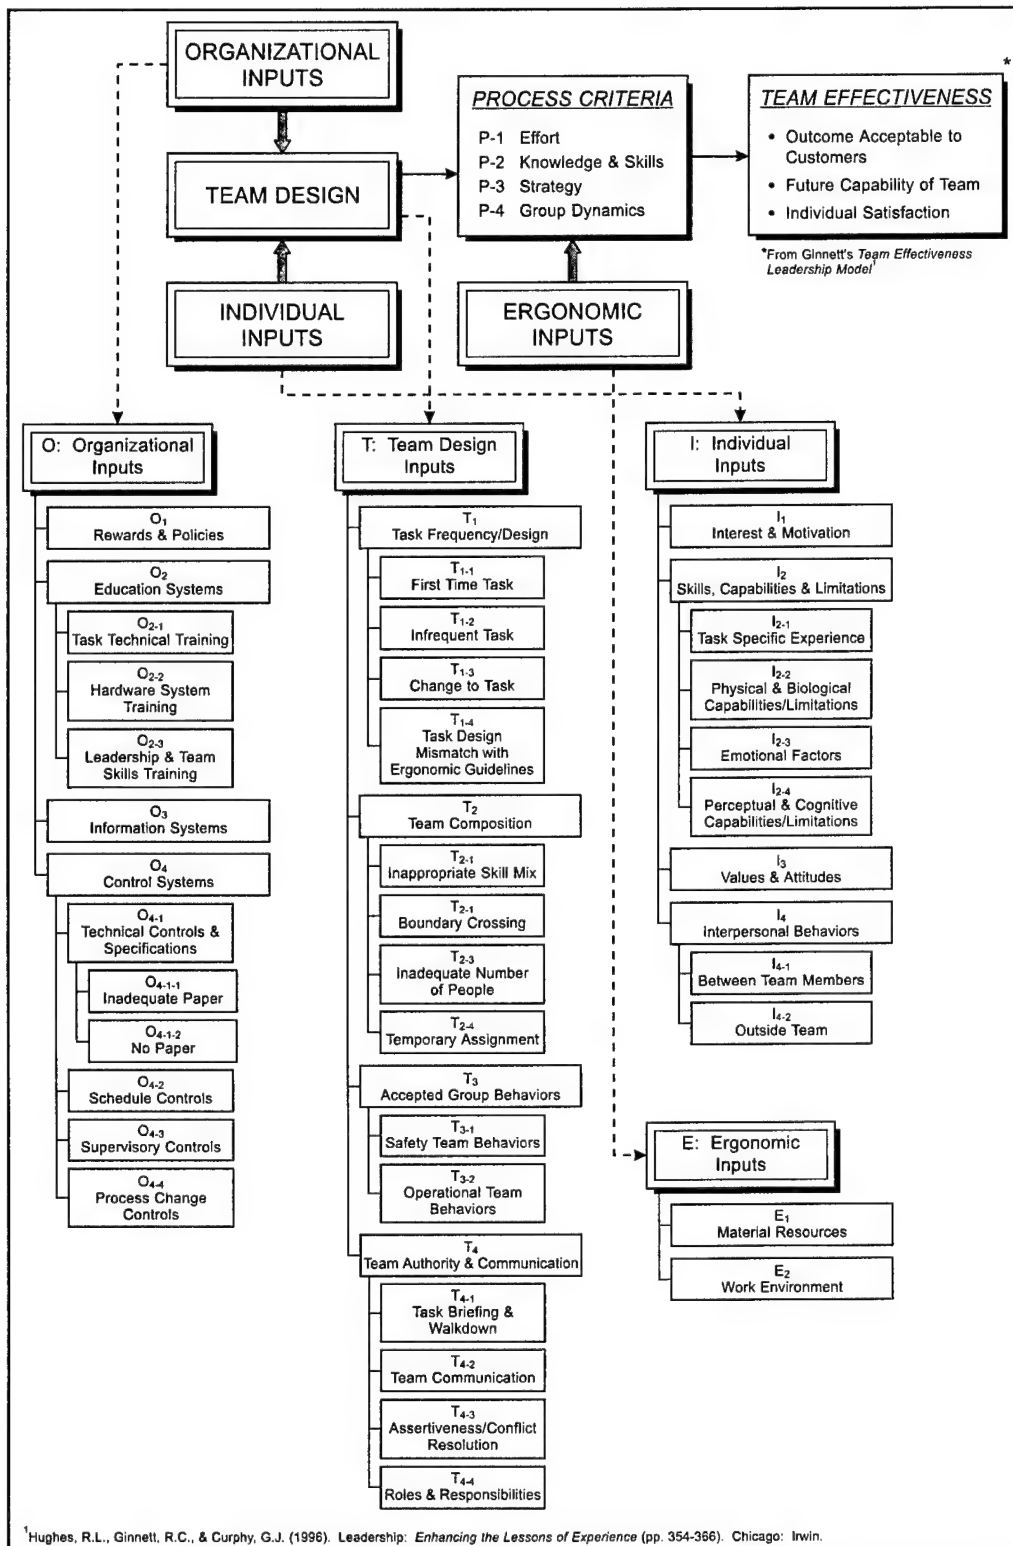 ORGANIZATIONAL
INPUTS
TEAM DESIGN
INDIVIDUAL
INPUTS
PROCESS CRITERIA
P-1 Effort
P-2 Knowledge & Skills
P-3 Strategy
P-4 Group Dynamics
ERGONOMIC
INPUTS
*
TEAM EFFECTIVENESS
• Outcome Acceptable to
Customers
• Future Capability of Team
• Individual Satisfaction
*From Ginnett's Team Effectiveness
Leadership Model¹
O: Organizational
Inputs
O1
Rewards & Policies
O2
Education Systems
O2-1
Task Technical Training
O2-2
Hardware System
Training
O2-3
Leadership & Team
Skills Training
O3
Information Systems
O4
Control Systems
O4-1
Technical Controls &
Specifications
O4-1-1
Inadequate Paper
O4-1-2
No Paper
O4-2
Schedule Controls
O4-3
Supervisory Controls
O4-4
Process Change
Controls
T: Team Design
Inputs
T1
Task Frequency/Design
T1-1
First Time Task
T1-2
Infrequent Task
T1-3
Change to Task
T1-4
Task Design
Mismatch with
Ergonomic Guidelines
T2
Team Composition
T2-1
Inappropriate Skill Mix
T2-1
Boundary Crossing
T2-3
Inadequate Number
of People
T2-4
Temporary Assignment
T3
Accepted Group Behaviors
T3-1
Safety Team Behaviors
T3-2
Operational Team
Behaviors
T4
Team Authority & Communication
T4-1
Task Briefing &
Walkdown
T4-2
Team Communication
T4-3
Assertiveness/Conflict
Resolution
T4-4
Roles & Responsibilities
I: Individual
Inputs
I1
Interest & Motivation
I2
Skills, Capabilities & Limitations
I2-1
Task Specific Experience
I2-2
Physical & Biological
Capabilities/Limitations
I2-3
Emotional Factors
I2-4
Perceptual & Cognitive
Capabilities/Limitations
I3
Values & Attitudes
I4
Interpersonal Behaviors
I4-1
Between Team Members
I4-2
Outside Team
E: Ergonomic
Inputs
E1
Material Resources
E2
Work Environment
¹Hughes, R.L., Ginnett, R.C., & Curphy, G.J. (1996). Leadership: Enhancing the Lessons of Experience (pp. 354-366). Chicago: Irwin.